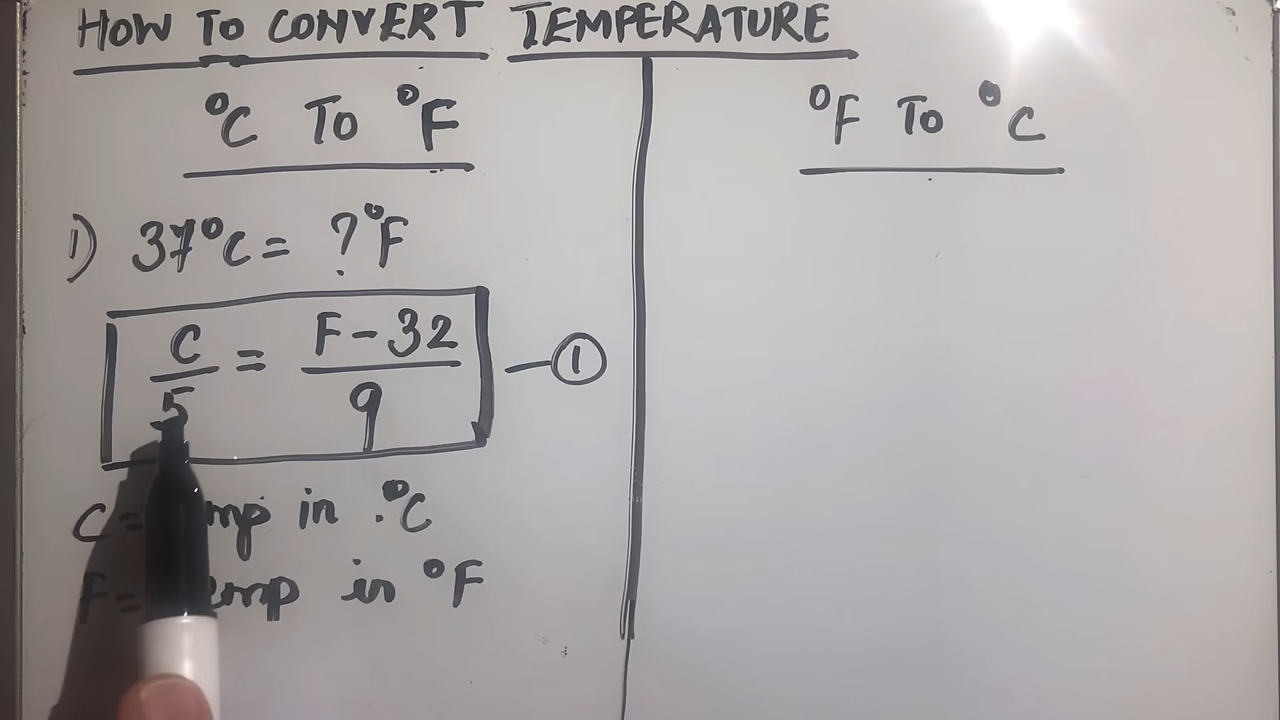 HOW TO CONVERT TEMPERATURE
°C TO °F
1) 37°C = ?°F
C/5 = F-32/9 —①
C= in °C
F= in °F
°F TO °C